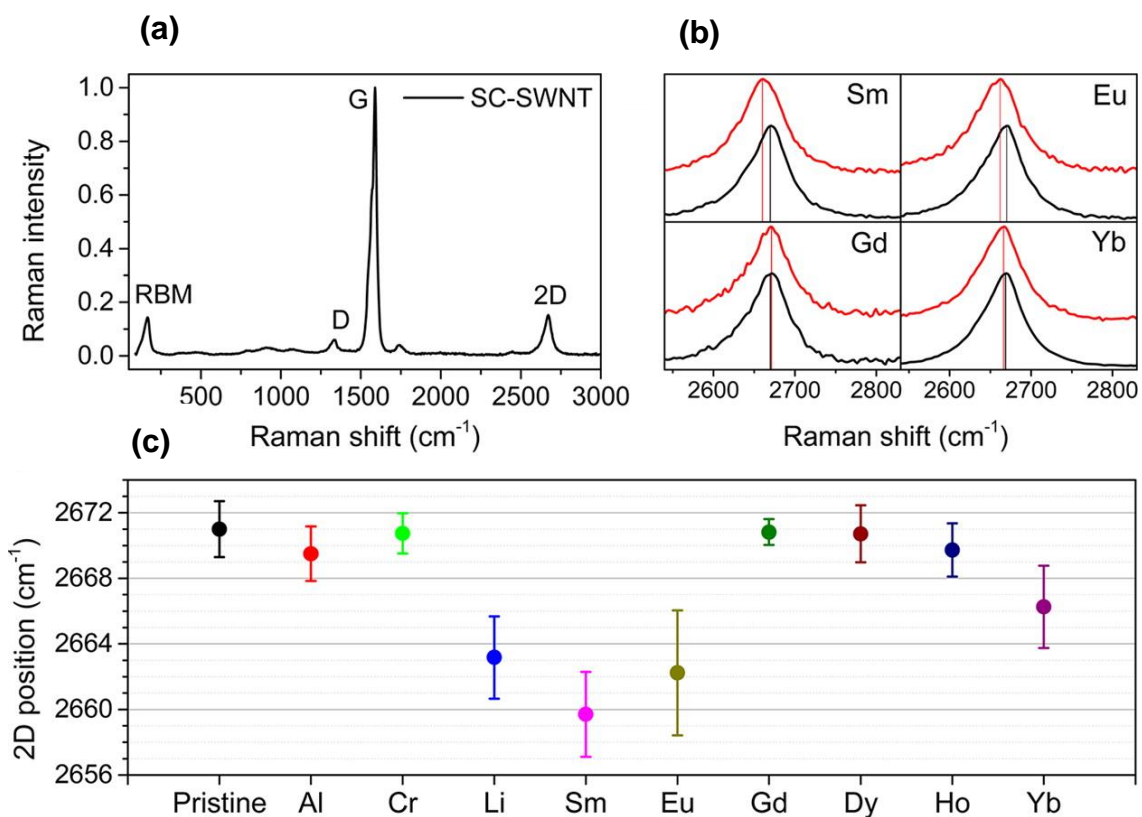 (a)
(b)
G
SC-SWNT
RBM
D
2D
1.0
0.8
0.6
0.4
0.2
0.0
Raman intensity
500 1000 1500 2000 2500 3000
Raman shift (cm⁻¹)
Sm
Eu
Gd
Yb
2600 2700 2800 2600 2700 2800
Raman shift (cm⁻¹)
(c)
2672
2668
2664
2660
2656
2D position (cm⁻¹)
Pristine Al Cr Li Sm Eu Gd Dy Ho Yb